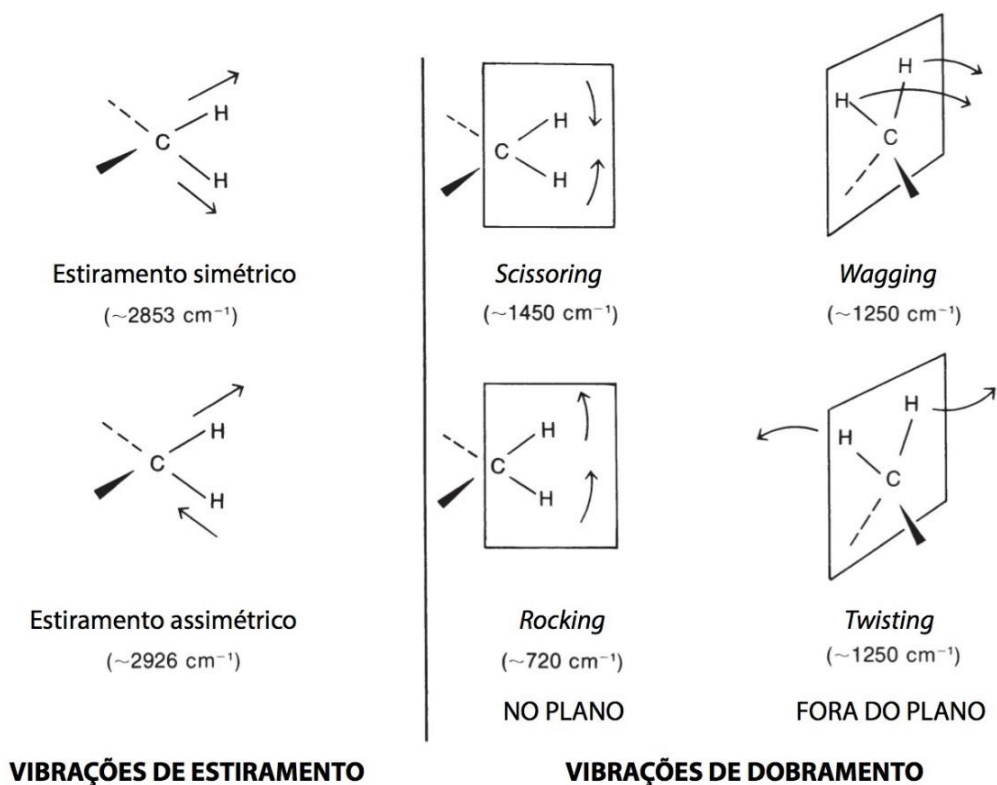 C
H
H
Estiramento simétrico
(~2853 cm⁻¹)
C
H
H
Scissoring
(~1450 cm⁻¹)
H
H
C
Wagging
(~1250 cm⁻¹)
C
H
H
Estiramento assimétrico
(~2926 cm⁻¹)
C
H
H
Rocking
(~720 cm⁻¹)
NO PLANO
H
H
C
Twisting
(~1250 cm⁻¹)
FORA DO PLANO
VIBRAÇÕES DE ESTIRAMENTO
VIBRAÇÕES DE DOBRAMENTO